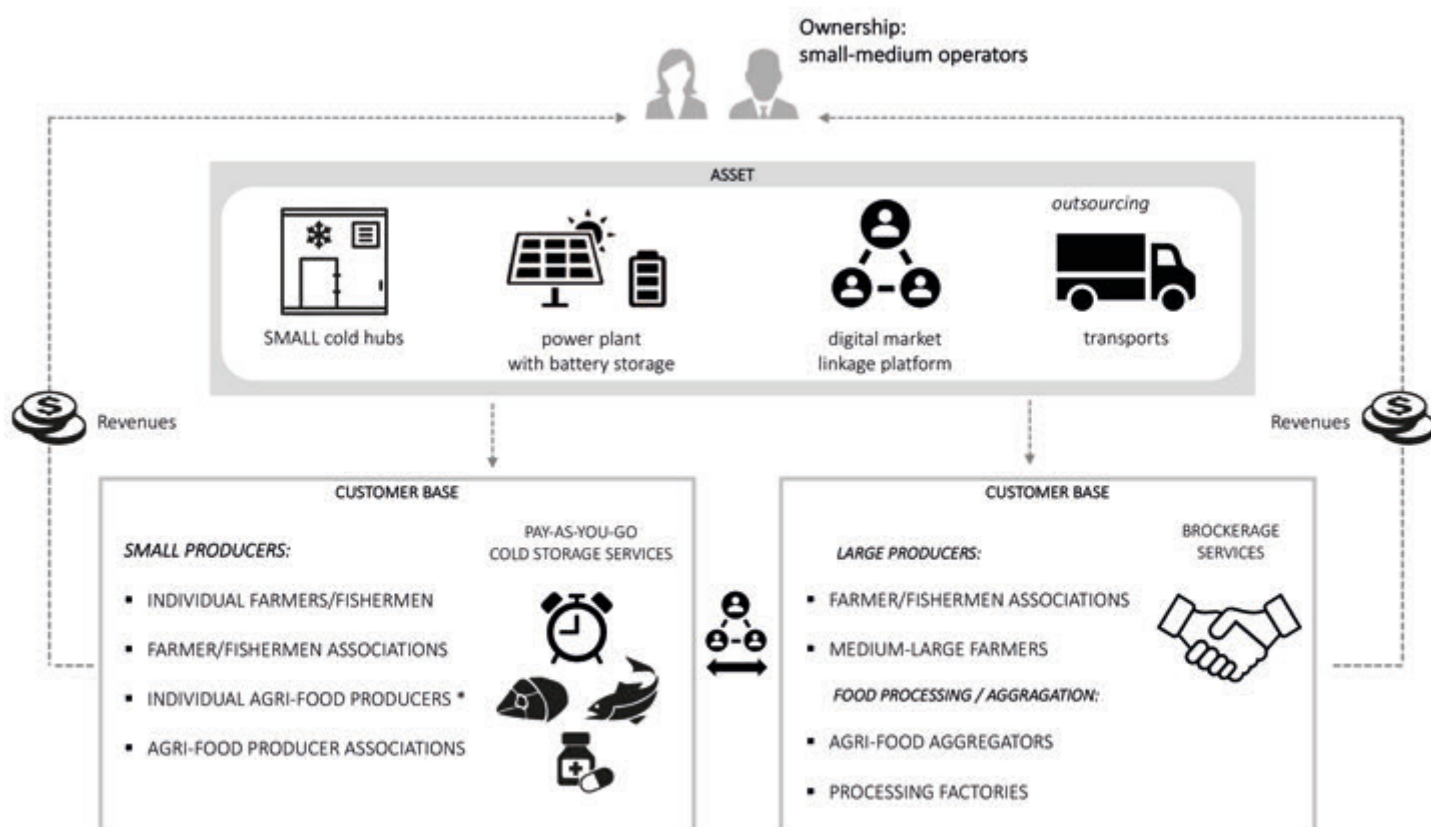 Ownership:
small-medium operators
ASSET
outsourcing
SMALL cold hubs
power plant
with battery storage
digital market
linkage platform
transports
$
Revenues
Revenues
$
CUSTOMER BASE
SMALL PRODUCERS:
PAY-AS-YOU-GO
COLD STORAGE SERVICES
▪ INDIVIDUAL FARMERS/FISHERMEN
▪ FARMER/FISHERMEN ASSOCIATIONS
▪ INDIVIDUAL AGRI-FOOD PRODUCERS *
▪ AGRI-FOOD PRODUCER ASSOCIATIONS
CUSTOMER BASE
LARGE PRODUCERS:
BROCKERAGE
SERVICES
▪ FARMER/FISHERMEN ASSOCIATIONS
▪ MEDIUM-LARGE FARMERS
FOOD PROCESSING / AGGRAGATION:
▪ AGRI-FOOD AGGREGATORS
▪ PROCESSING FACTORIES